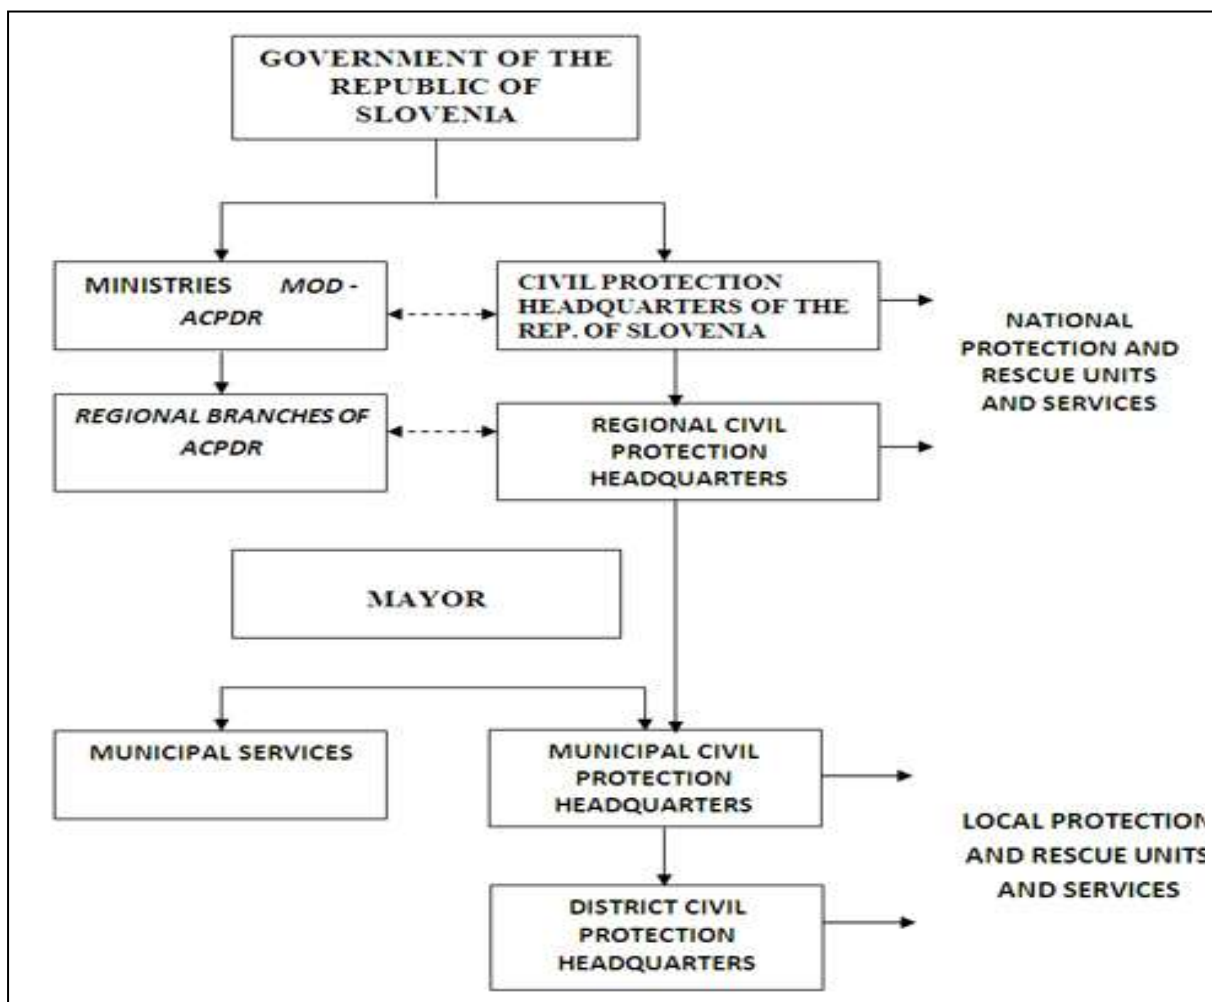 GOVERNMENT OF THE
REPUBLIC OF
SLOVENIA
MINISTRIES MOD -
ACPDR
CIVIL PROTECTION
HEADQUARTERS OF THE
REP. OF SLOVENIA
NATIONAL
PROTECTION AND
RESCUE UNITS
AND SERVICES
REGIONAL BRANCHES OF
ACPDR
REGIONAL CIVIL
PROTECTION
HEADQUARTERS
MAYOR
MUNICIPAL SERVICES
MUNICIPAL CIVIL
PROTECTION
HEADQUARTERS
LOCAL PROTECTION
AND RESCUE UNITS
AND SERVICES
DISTRICT CIVIL
PROTECTION
HEADQUARTERS